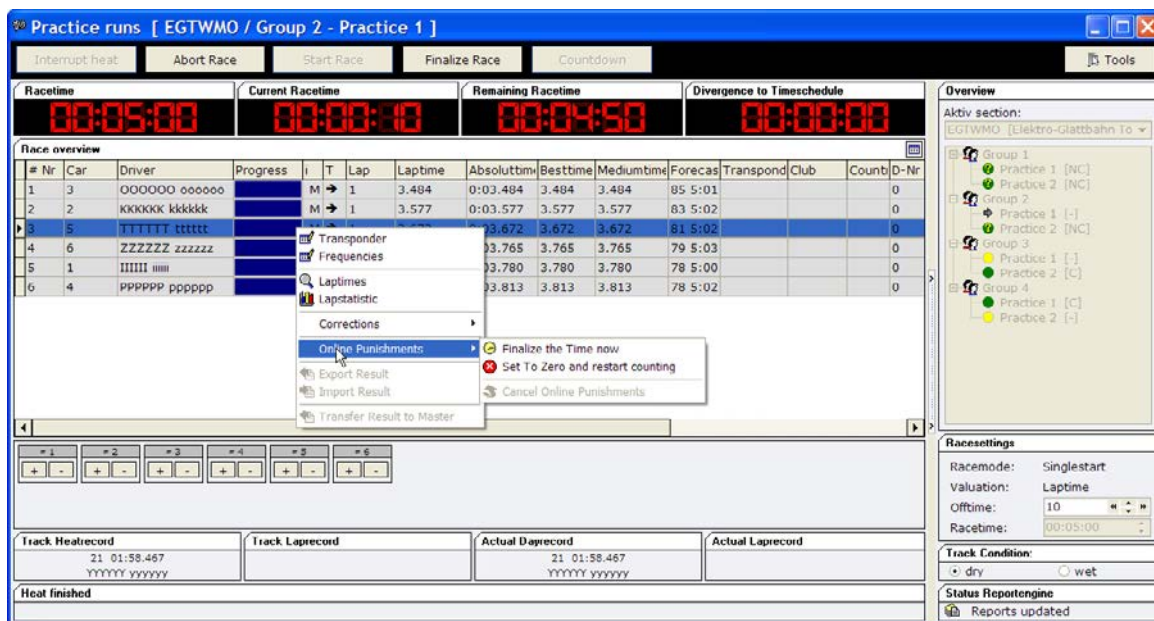 Practice runs [ EGTWMO / Group 2 - Practice 1 ]
Interrupt heat Abort Race Start Race Finalize Race Countdown Tools
Racetime Current Racetime Remaining Racetime Divergence to Timeschedule
00:05:00 00:00:10 00:04:50 00:00:00
Race overview
# Nr Car Driver Progress I T Lap Laptime Absoluttim Besttime Mediumtime Forecas Transpond Club Count D-Nr
1 3 OOOOOO oooooo M 1 3.484 0:03.484 3.484 3.484 85 5:01 0
2 2 KKKKKK kkkkkk M 1 3.577 0:03.577 3.577 3.577 83 5:02 0
3 5 TTTTTT tttttt 3.672 3.672 3.672 81 5:02 0
4 6 ZZZZZZ zzzzzz 03.765 3.765 3.765 79 5:03 0
5 1 IIIIII iiiiii 03.780 3.780 3.780 78 5:00 0
6 4 PPPPPP pppppp 03.813 3.813 3.813 78 5:02 0
Transponder
Frequencies
Laptimes
Lapstatistic
Corrections
Online Punishments
Export Result
Import Result
Transfer Result to Master
Finalize the Time now
Set To Zero and restart counting
Cancel Online Punishments
= 1 = 2 = 3 = 4 = 5 = 6
+ - + - + - + - + - + -
Track Heatrecord Track Laprecord Actual Dayrecord Actual Laprecord
21 01:58.467 21 01:58.467
YYYYYY yyyyyy YYYYYY yyyyyy
Heat finished
Overview
Aktiv section:
EGTWMO [Elektro-Glattbahn To
Group 1
Practice 1 [NC]
Practice 2 [NC]
Group 2
Practice 1 [-]
Practice 2 [NC]
Group 3
Practice 1 [-]
Practice 2 [C]
Group 4
Practice 1 [C]
Practice 2 [-]
Racesettings
Racemode: Singlestart
Valuation: Laptime
Offtime: 10
Racetime: 00:05:00
Track Condition:
dry wet
Status Reportengine
Reports updated